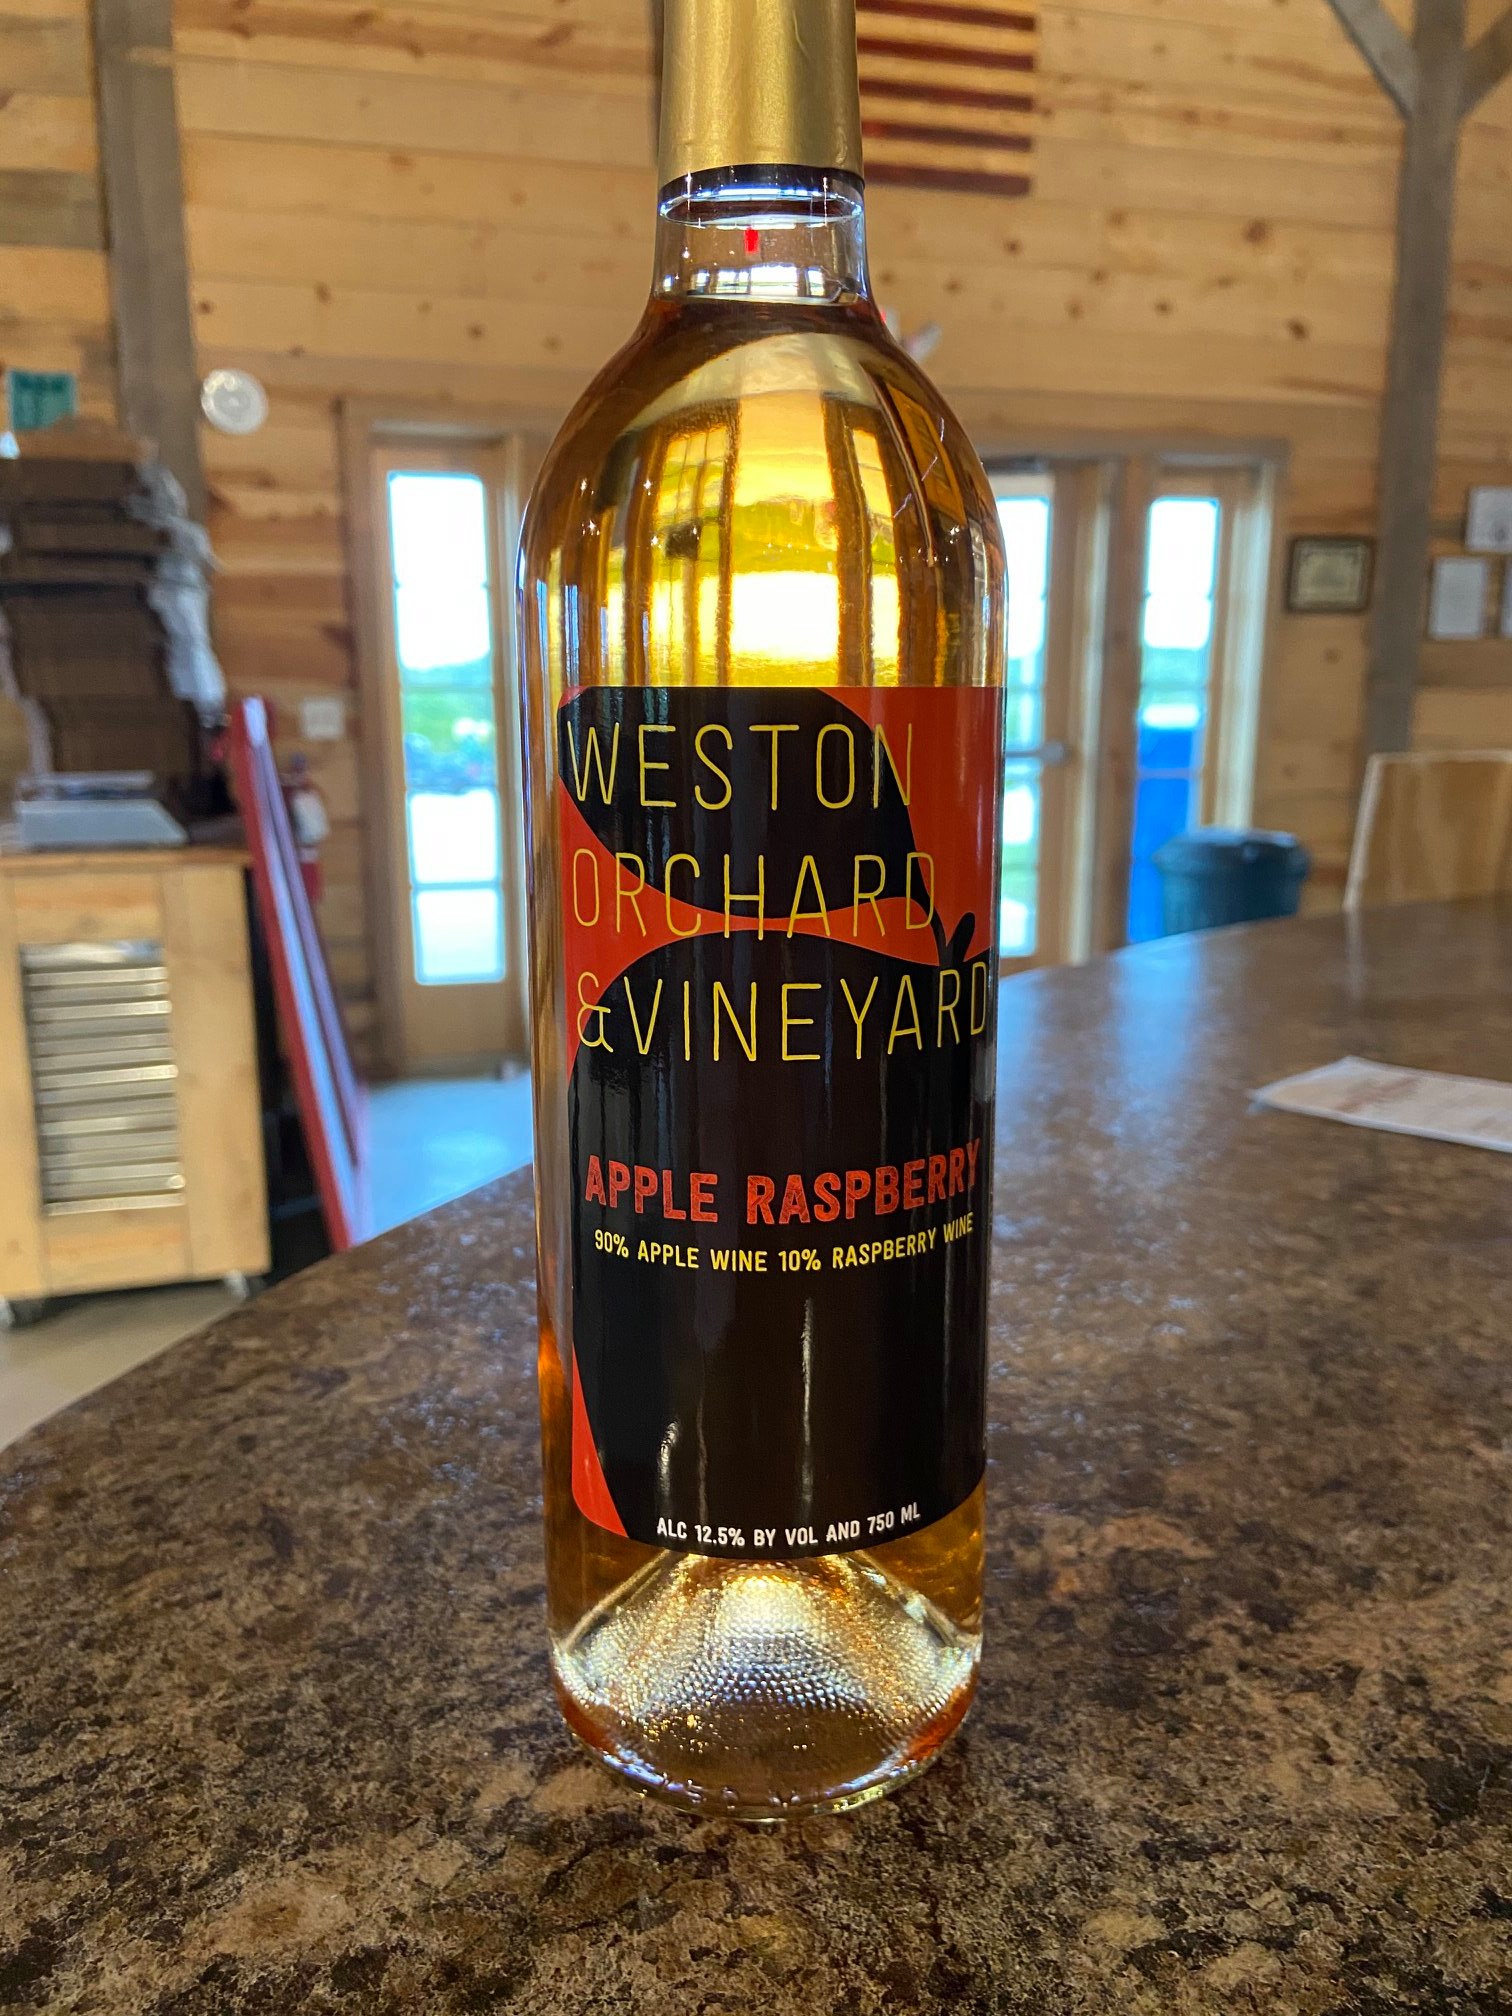 WESTON
ORCHARD
&VINEYARD
APPLE RASPBERRY
90% APPLE WINE 10% RASPBERRY WINE
ALC 12.5% BY VOL AND 750 ML